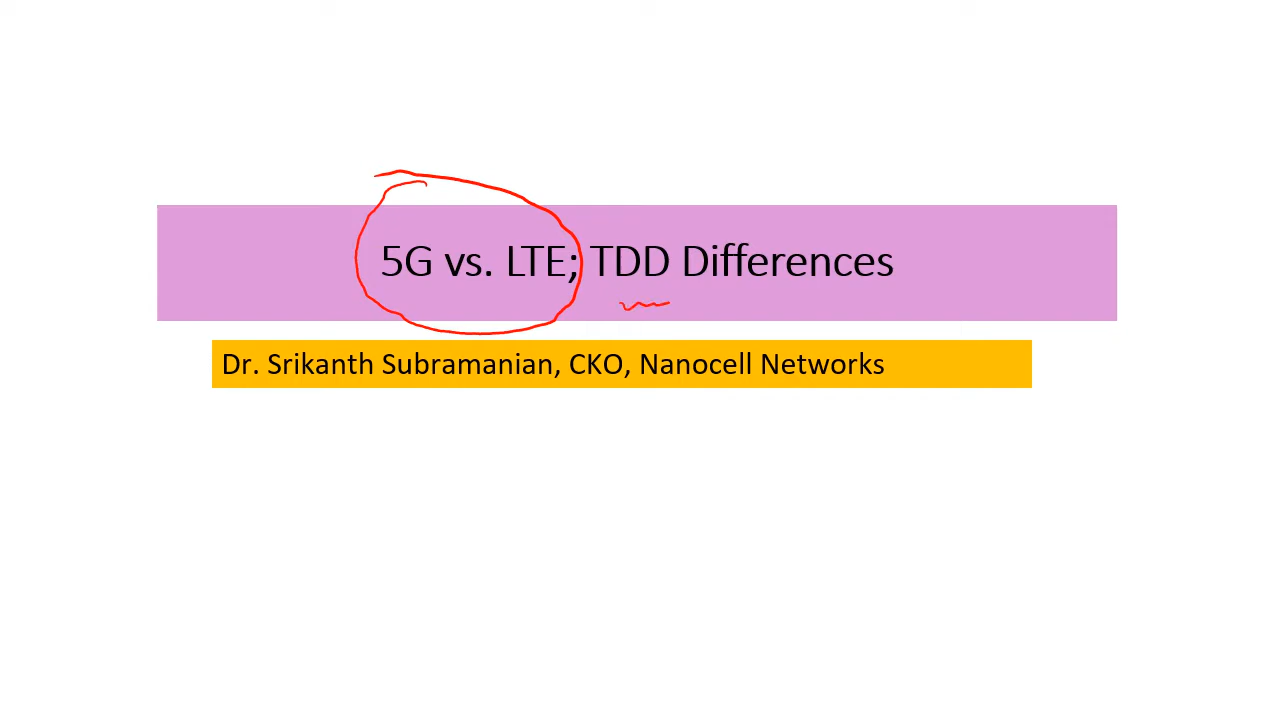 5G vs. LTE; TDD Differences
Dr. Srikanth Subramanian, CKO, Nanocell Networks